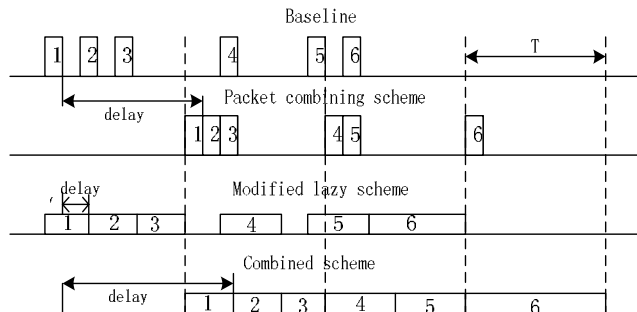 Baseline
1 2 3 4 5 6 T
Packet combining scheme
delay
1 2 3 4 5 6
Modified lazy scheme
delay
1 2 3 4 5 6
Combined scheme
delay
1 2 3 4 5 6